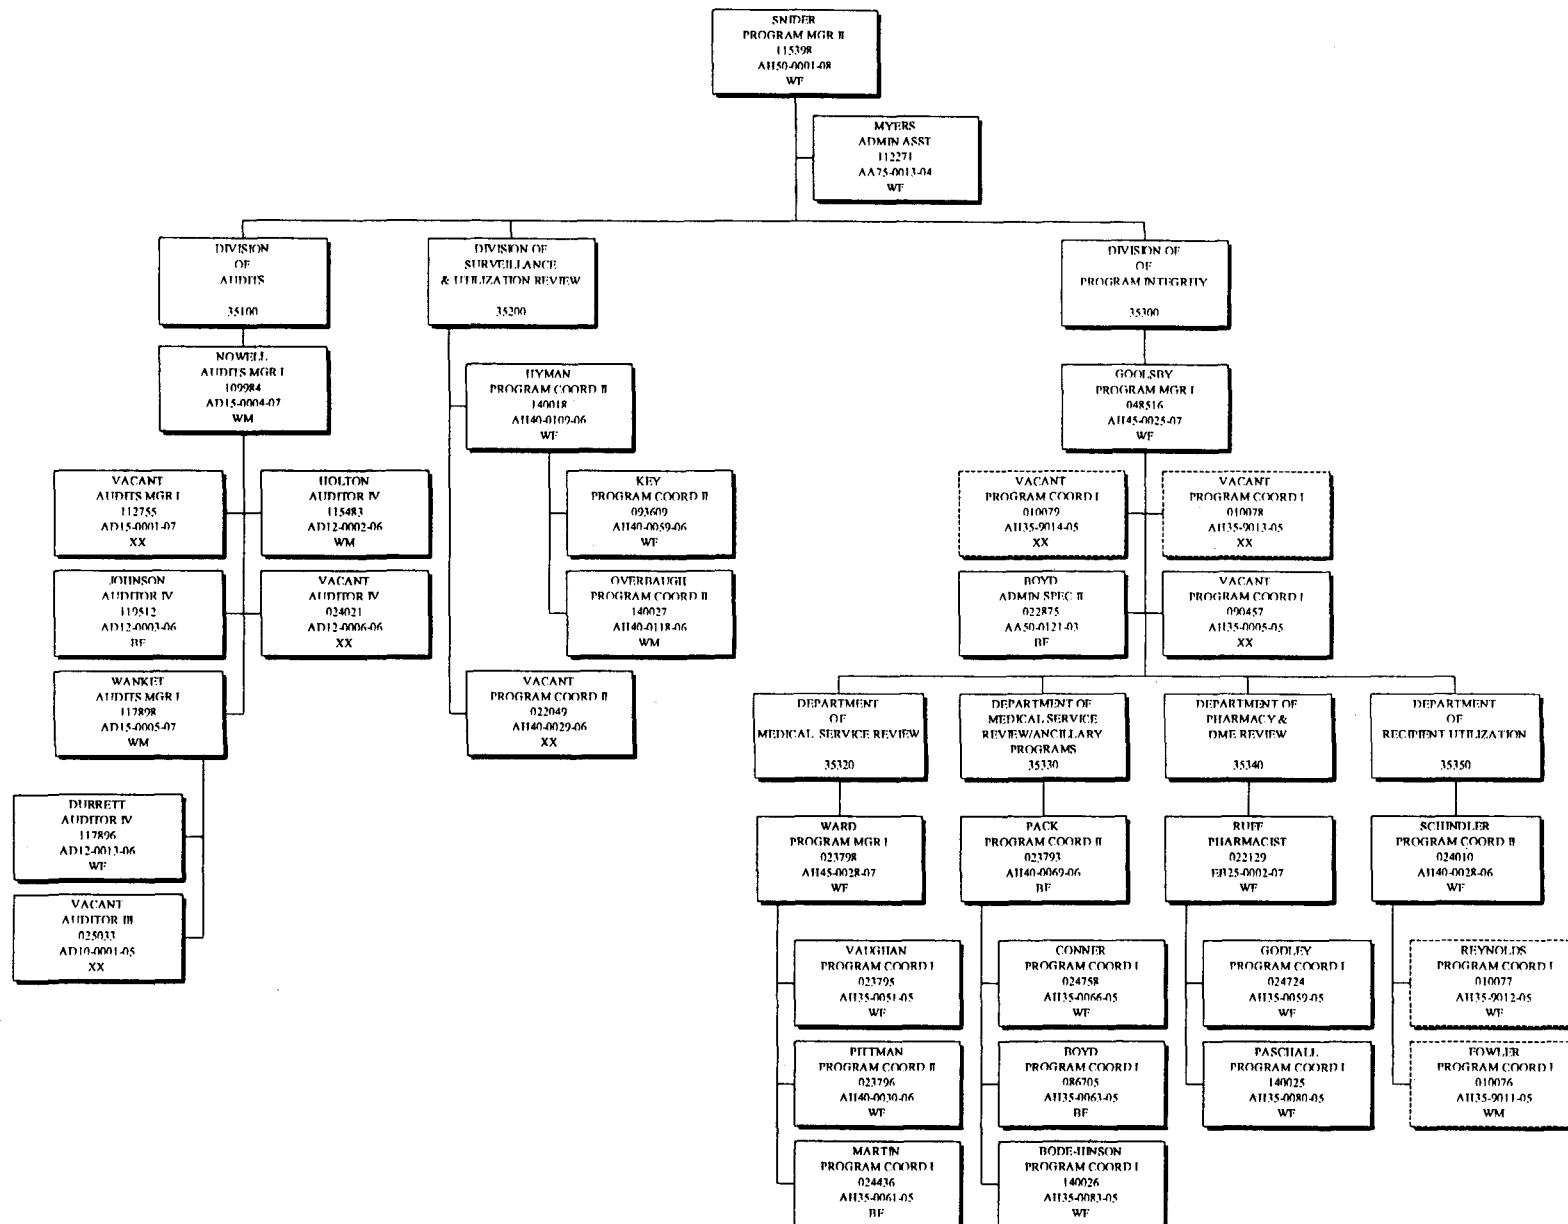 SNIDER
PROGRAM MGR II
115398
AH50-0001-08
WF
MYERS
ADMIN ASST
112271
AA75-0013-04
WF
DIVISION
OF
AUDITS
35100
DIVISION OF
SURVEILLANCE
& UTILIZATION REVIEW
35200
DIVISION OF
OF
PROGRAM INTEGRITY
35300
NOWELL
AUDITS MGR I
109984
AD15-0004-07
WM
HYMAN
PROGRAM COORD II
140018
AH40-0109-06
WF
GOOLSBY
PROGRAM MGR I
048516
AH45-0025-07
WF
VACANT
AUDITS MGR I
112755
AD15-0001-07
XX
HOLTON
AUDITOR IV
115483
AD12-0002-06
WM
KEY
PROGRAM COORD II
093609
AH40-0059-06
WF
VACANT
PROGRAM COORD I
010079
AH35-9014-05
XX
VACANT
PROGRAM COORD I
010078
AH35-9013-05
XX
JOHNSON
AUDITOR IV
119512
AD12-0003-06
BF
VACANT
AUDITOR IV
024021
AD12-0006-06
XX
OVERBAUGH
PROGRAM COORD II
140027
AH40-0118-06
WM
BOYD
ADMIN SPEC II
022875
AA50-0121-03
BF
VACANT
PROGRAM COORD I
090457
AH35-0005-05
XX
WANKET
AUDITS MGR I
117898
AD15-0005-07
WM
VACANT
PROGRAM COORD II
022049
AH40-0029-06
XX
DEPARTMENT
OF
MEDICAL SERVICE REVIEW
35320
DEPARTMENT OF
MEDICAL SERVICE
REVIEW/ANCILLARY
PROGRAMS
35330
DEPARTMENT OF
PHARMACY &
DME REVIEW
35340
DEPARTMENT
OF
RECIPIENT UTILIZATION
35350
DURRETT
AUDITOR IV
117896
AD12-0013-06
WF
WARD
PROGRAM MGR I
023798
AH45-0028-07
WF
PACK
PROGRAM COORD II
023793
AH40-0069-06
BF
RUFF
PHARMACIST
022129
EB25-0002-07
WF
SCHINDLER
PROGRAM COORD II
024010
AH40-0028-06
WF
VACANT
AUDITOR III
025033
AD10-0001-05
XX
VAUGHAN
PROGRAM COORD I
023795
AH35-0051-05
WF
CONNER
PROGRAM COORD I
024758
AH35-0066-05
WF
GODLEY
PROGRAM COORD I
024724
AH35-0059-05
WF
REYNOLDS
PROGRAM COORD I
010077
AH35-9012-05
WF
PITTMAN
PROGRAM COORD II
023796
AH40-0030-06
WF
BOYD
PROGRAM COORD I
086705
AH35-0063-05
BF
PASCHALL
PROGRAM COORD I
140025
AH35-0080-05
WF
FOWLER
PROGRAM COORD I
010076
AH35-9011-05
WM
MARTIN
PROGRAM COORD I
024436
AH35-0061-05
BF
BODE-HINSON
PROGRAM COORD I
140026
AH35-0083-05
WF